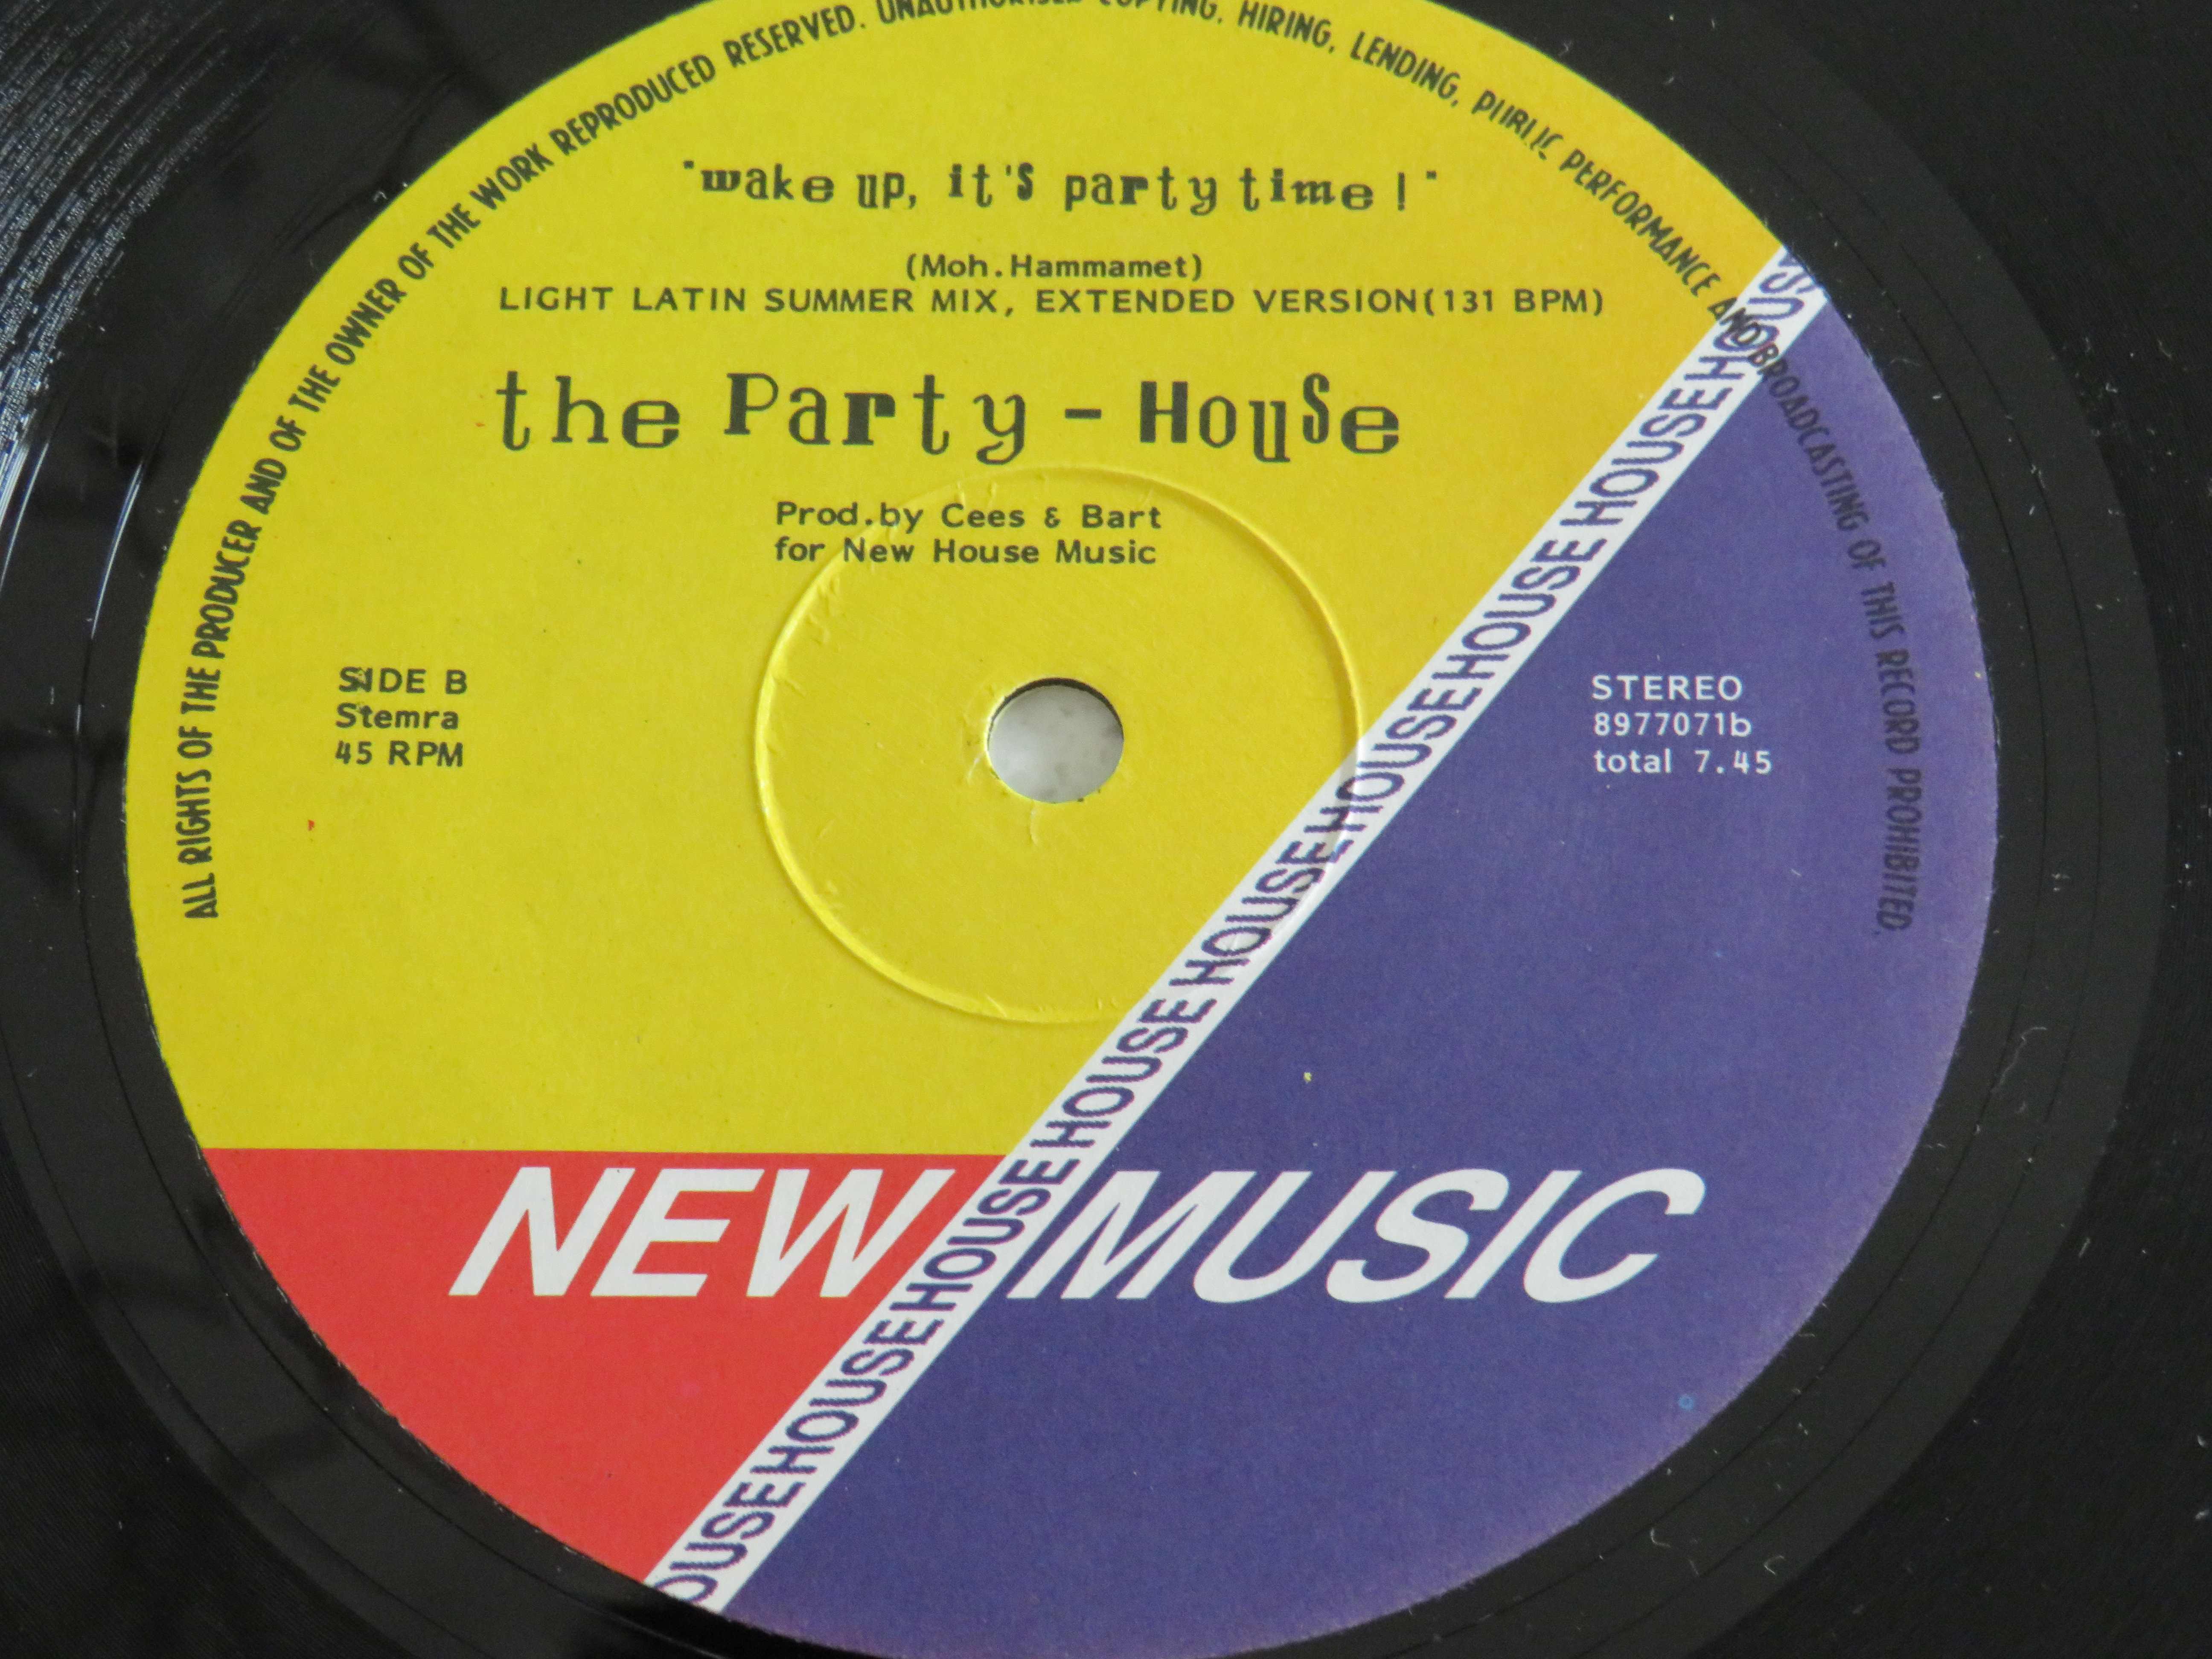 ALL RIGHTS OF THE PRODUCER AND OF THE OWNER OF THE WORK REPRODUCED RESERVED. UNAUTHORISED COPYING, HIRING, LENDING, PUBLIC PERFORMANCE AND BROADCASTING OF THIS RECORD PROHIBITED.
"wake up, it's party time!"
(Moh.Hammamet)
LIGHT LATIN SUMMER MIX, EXTENDED VERSION(131 BPM)
the Party - House
Prod.by Cees & Bart
for New House Music
SIDE B
Stemra
45 RPM
STEREO
8977071b
total 7.45
OUSEHOUSEHOUSEHOUSEHOUSEHOUSEHOUSEHOUSEHOUSEHOUSEHOUS
NEW MUSIC